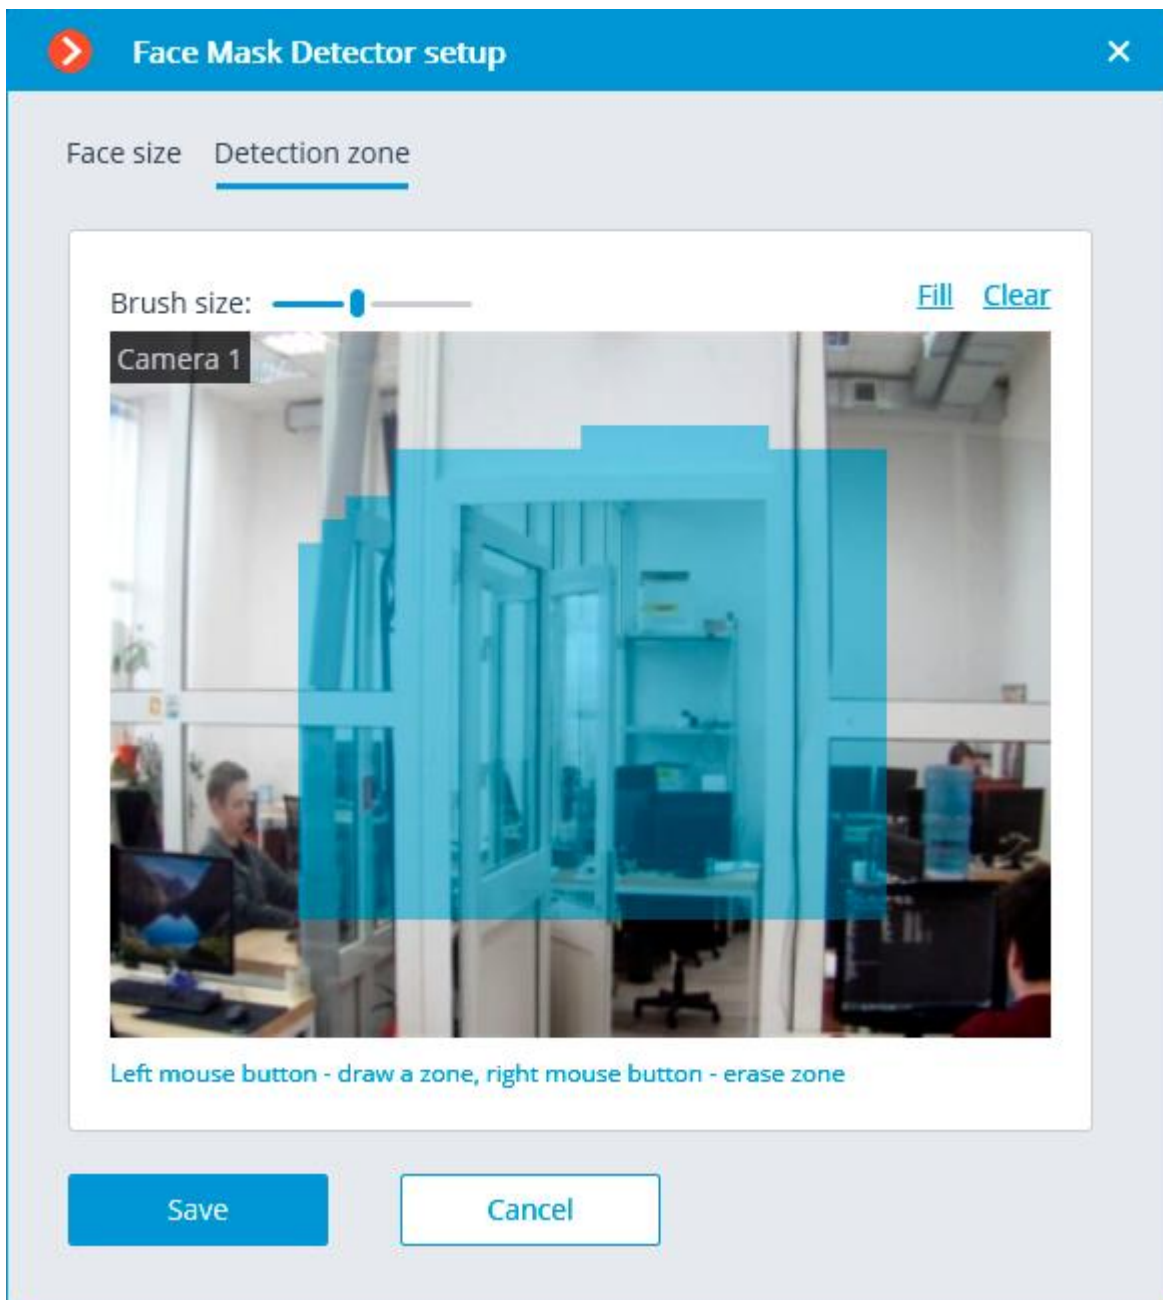 Face Mask Detector setup
Face size Detection zone
Brush size: Fill Clear
Camera 1
Left mouse button - draw a zone, right mouse button - erase zone
Save Cancel